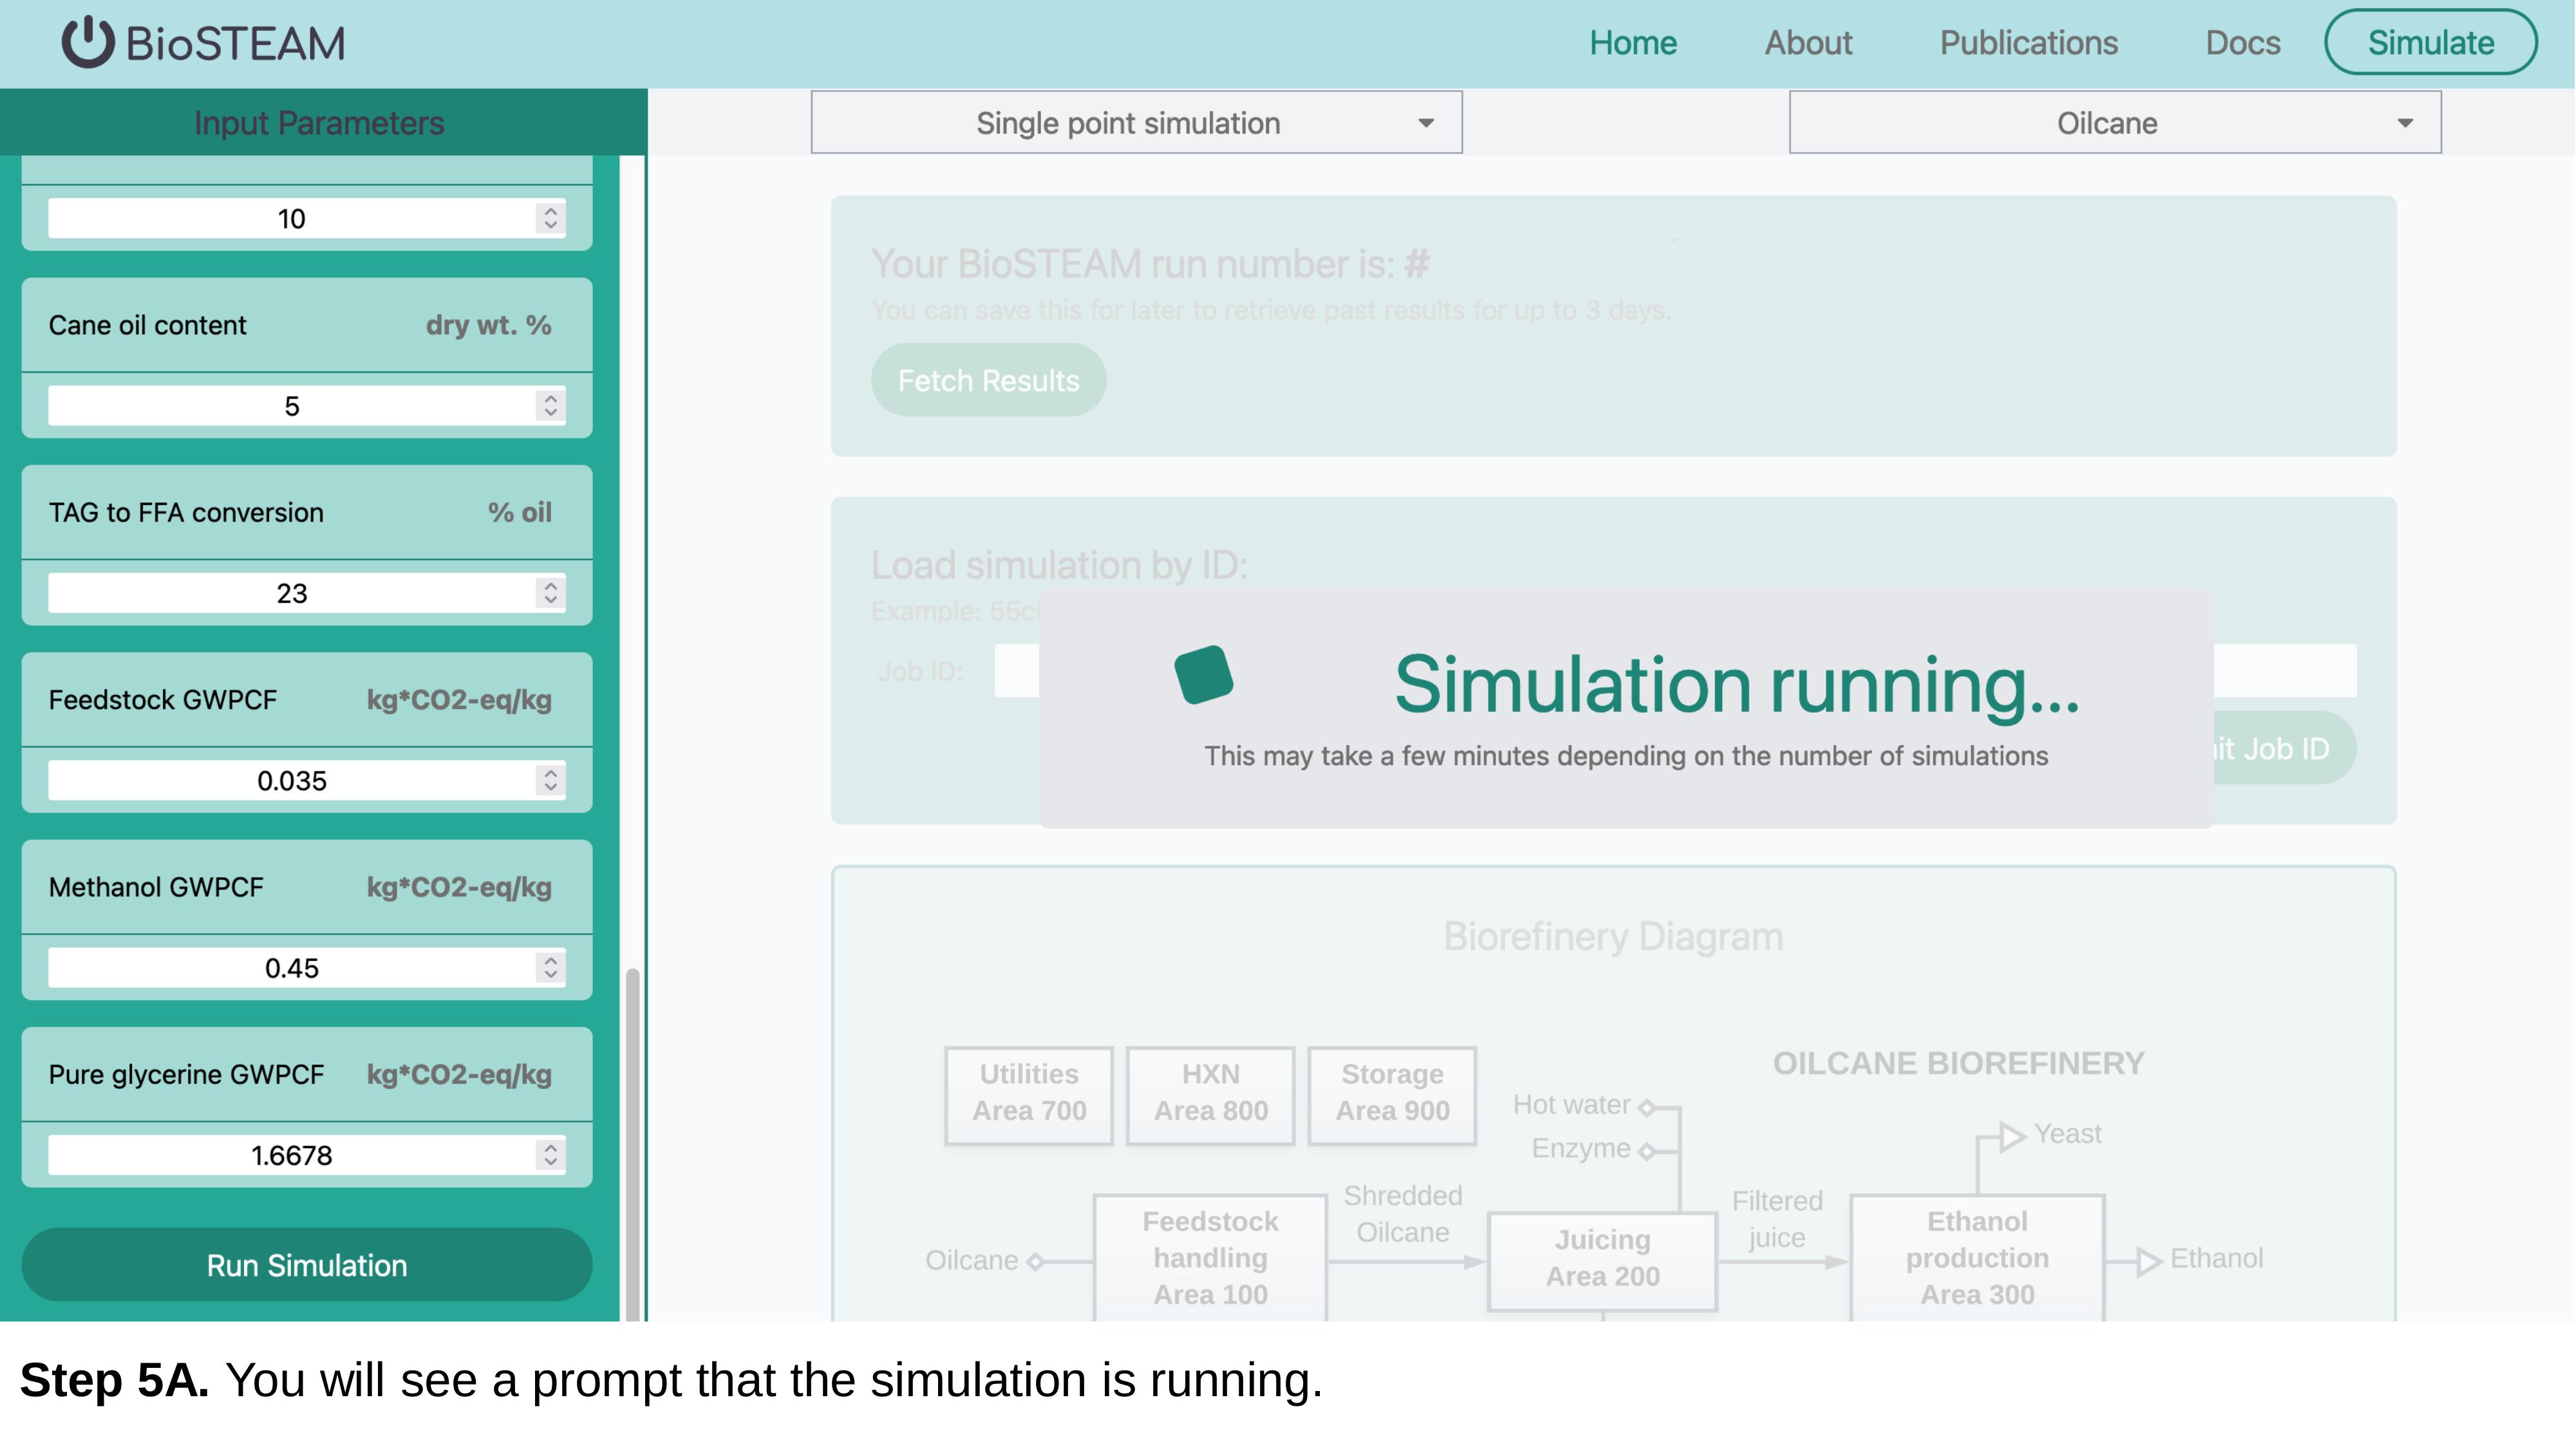 BioSTEAM
Home
About
Publications
Docs
Simulate
Input Parameters
Single point simulation
Oilcane
10
Cane oil content
dry wt. %
5
TAG to FFA conversion
% oil
23
Feedstock GWPCF
kg*CO2-eq/kg
0.035
Methanol GWPCF
kg*CO2-eq/kg
0.45
Pure glycerine GWPCF
kg*CO2-eq/kg
1.6678
Run Simulation
Your BioSTEAM run number is: #
You can save this for later to retrieve past results for up to 3 days.
Fetch Results
Load simulation by ID:
Example:
Job ID:
Job ID
Simulation running...
This may take a few minutes depending on the number of simulations
Biorefinery Diagram
Utilities
Area 700
HXN
Area 800
Storage
Area 900
OILCANE BIOREFINERY
Hot water
Enzyme
Yeast
Oilcane
Feedstock
handling
Area 100
Shredded
Oilcane
Juicing
Area 200
Filtered
juice
Ethanol
production
Area 300
Ethanol
Step 5A. You will see a prompt that the simulation is running.